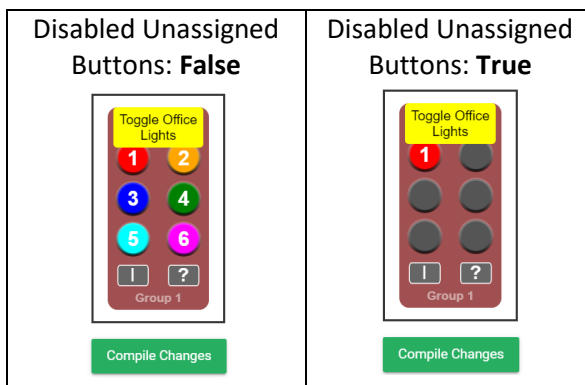 Disabled Unassigned
Buttons: False
Toggle Office
Lights
1 2
3 4
5 6
| ?
Group 1
Compile Changes
Disabled Unassigned
Buttons: True
Toggle Office
Lights
1
| ?
Group 1
Compile Changes